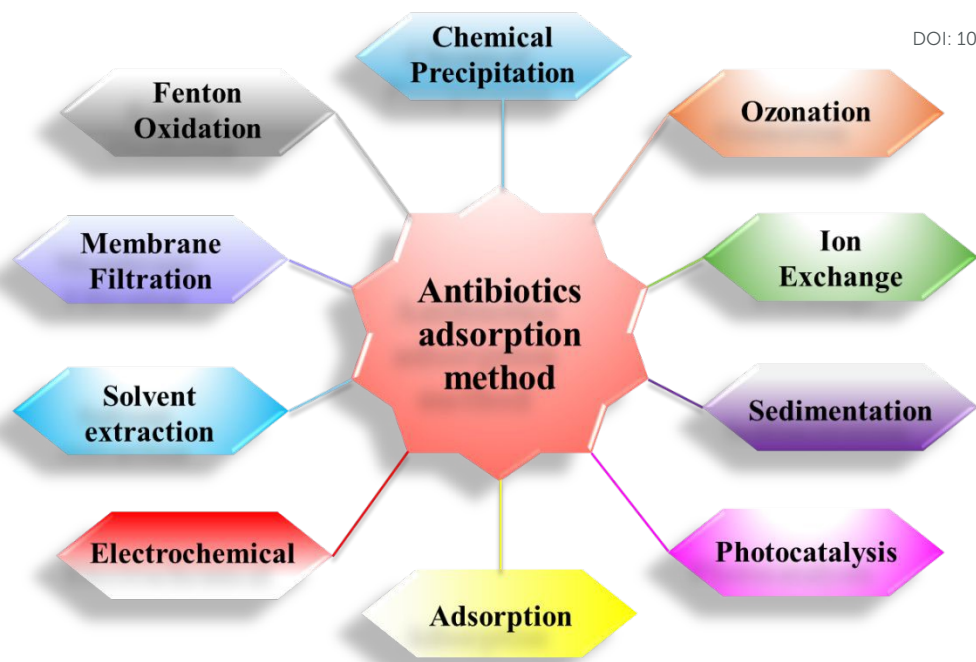 DOI: 10
Chemical
Precipitation
Fenton
Oxidation
Ozonation
Membrane
Filtration
Ion
Exchange
Antibiotics
adsorption
method
Solvent
extraction
Sedimentation
Electrochemical
Photocatalysis
Adsorption